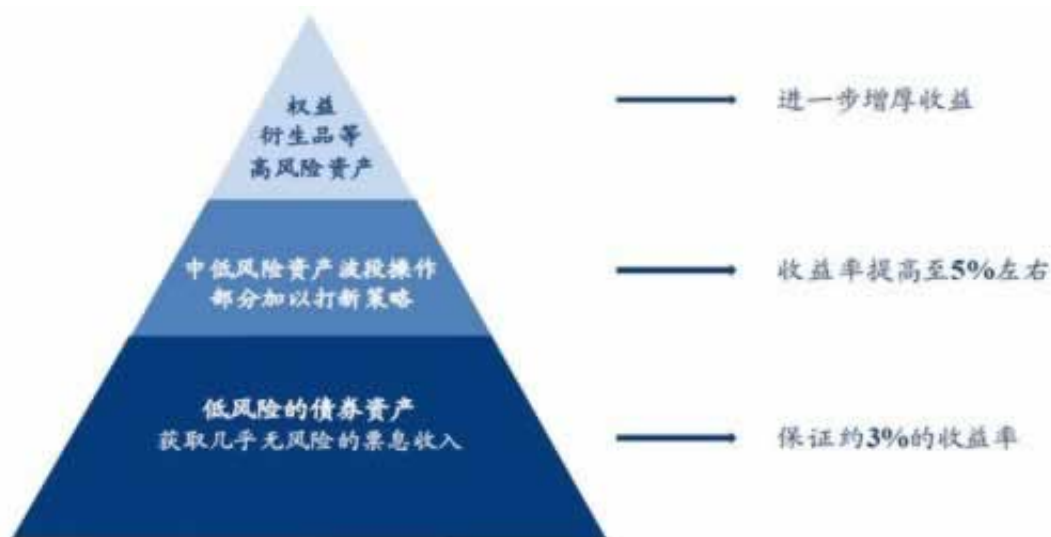 权益
衍生品等
高风险资产
进一步增厚收益
中低风险资产波段操作
部分加以打新策略
收益率提高至5%左右
低风险的债券资产
获取几乎无风险的票息收入
保证约3%的收益率